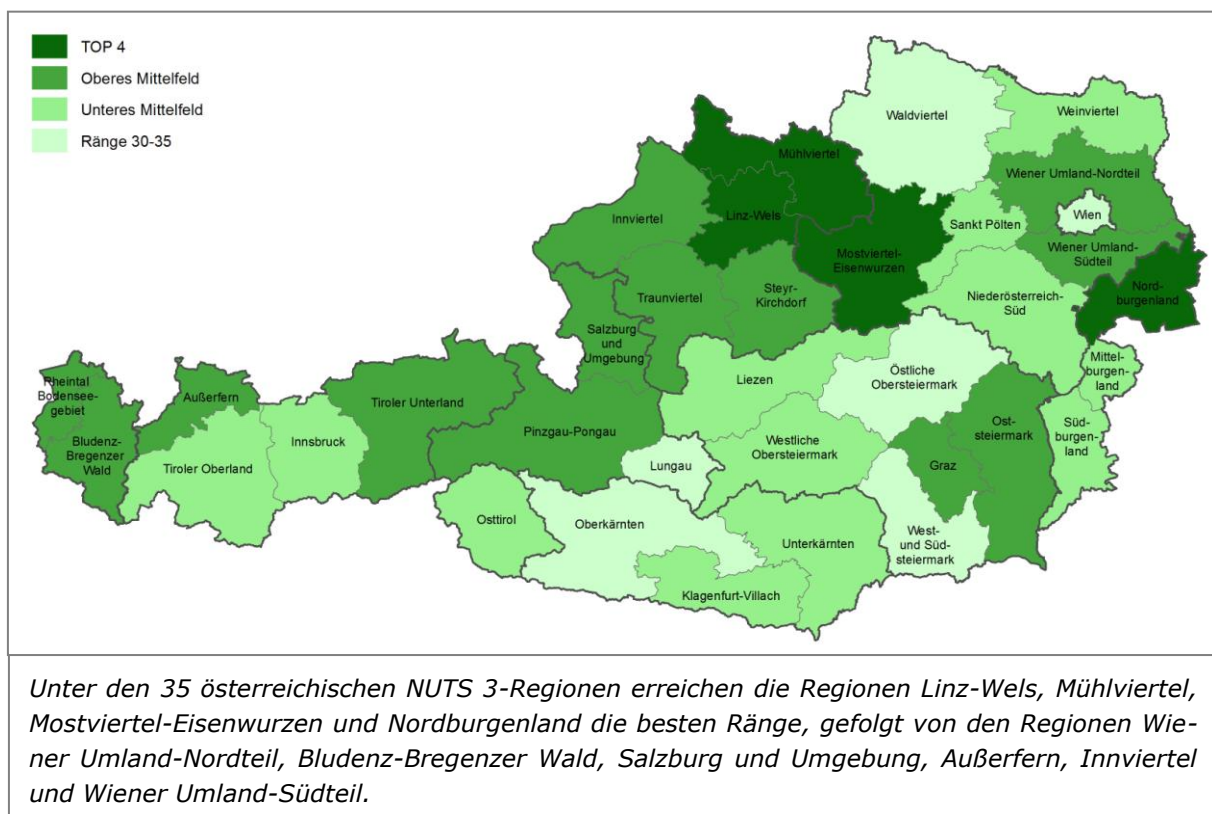 TOP 4
Oberes Mittelfeld
Unteres Mittelfeld
Ränge 30-35
Waldviertel
Weinviertel
Mühlviertel
Wiener Umland-Nordteil
Linz-Wels
Wien
Innviertel
Sankt Pölten
Mostviertel-
Eisenwurzen
Wiener Umland-
Südteil
Nord-
burgenland
Traunviertel
Steyr-
Kirchdorf
Niederösterreich-
Süd
Salzburg
und
Umgebung
Mittel-
burgen-
land
Liezen
Östliche
Obersteiermark
Rheintal
Bodensee-
gebiet
Außerfern
Tiroler Unterland
Bludenz-
Bregenzer
Wald
Innsbruck
Tiroler Oberland
Pinzgau-Pongau
Westliche
Obersteiermark
Ost-
steiermark
Süd-
burgen-
land
Lungau
Graz
Osttirol
Oberkärnten
Unterkärnten
West-
und Süd-
steiermark
Klagenfurt-Villach
Unter den 35 österreichischen NUTS 3-Regionen erreichen die Regionen Linz-Wels, Mühlviertel,
Mostviertel-Eisenwurzen und Nordburgenland die besten Ränge, gefolgt von den Regionen Wie-
ner Umland-Nordteil, Bludenz-Bregenzer Wald, Salzburg und Umgebung, Außerfern, Innviertel
und Wiener Umland-Südteil.